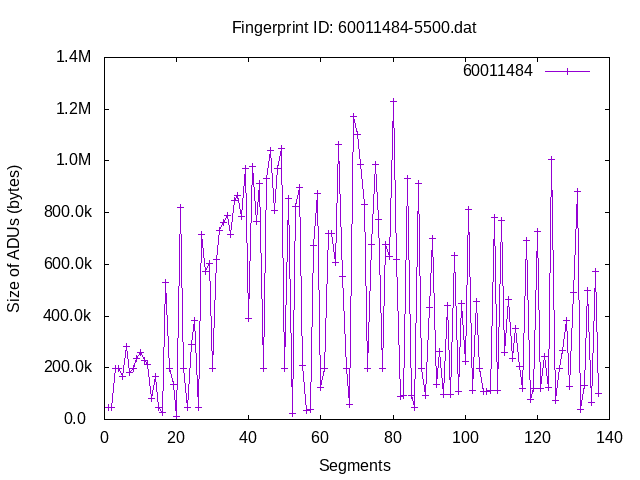 Fingerprint ID: 60011484-5500.dat
60011484
1.4M
1.2M
1.0M
800.0k
600.0k
400.0k
200.0k
0.0
Size of ADUs (bytes)
0 20 40 60 80 100 120 140
Segments